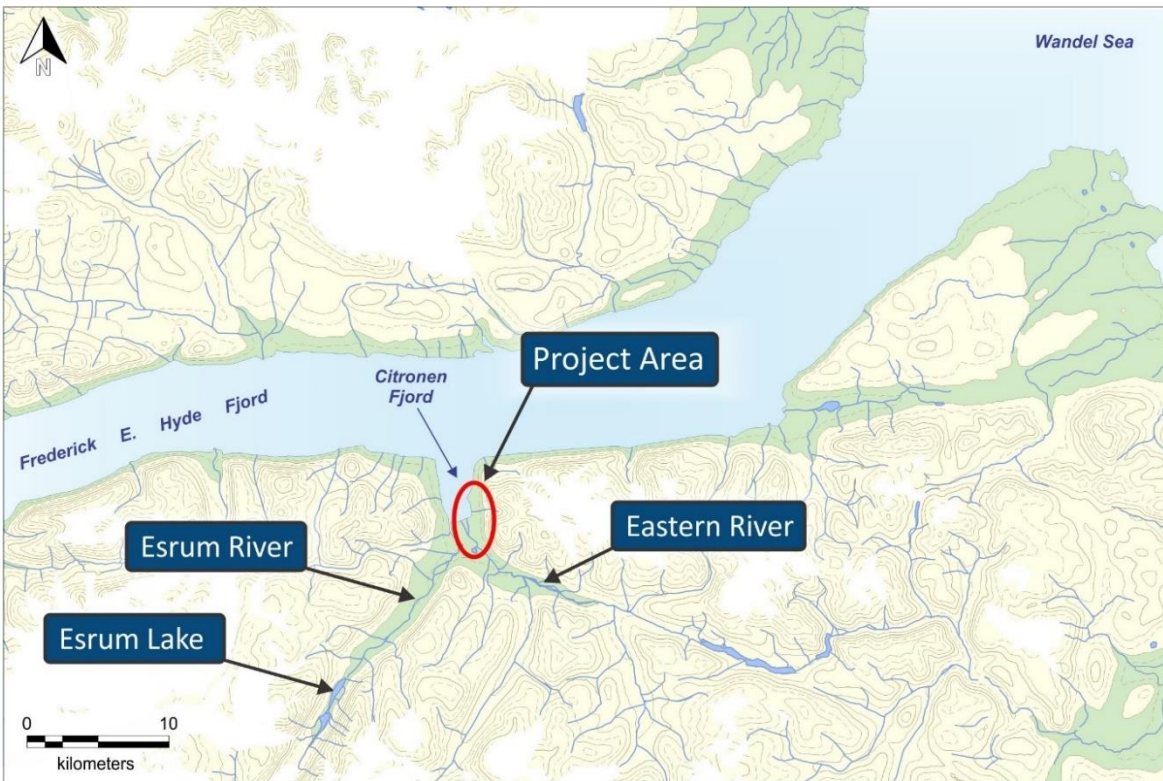 N
Wandel Sea
Project Area
Citronen
Fjord
Frederick E. Hyde Fjord
Esrum River
Eastern River
Esrum Lake
0 10
kilometers